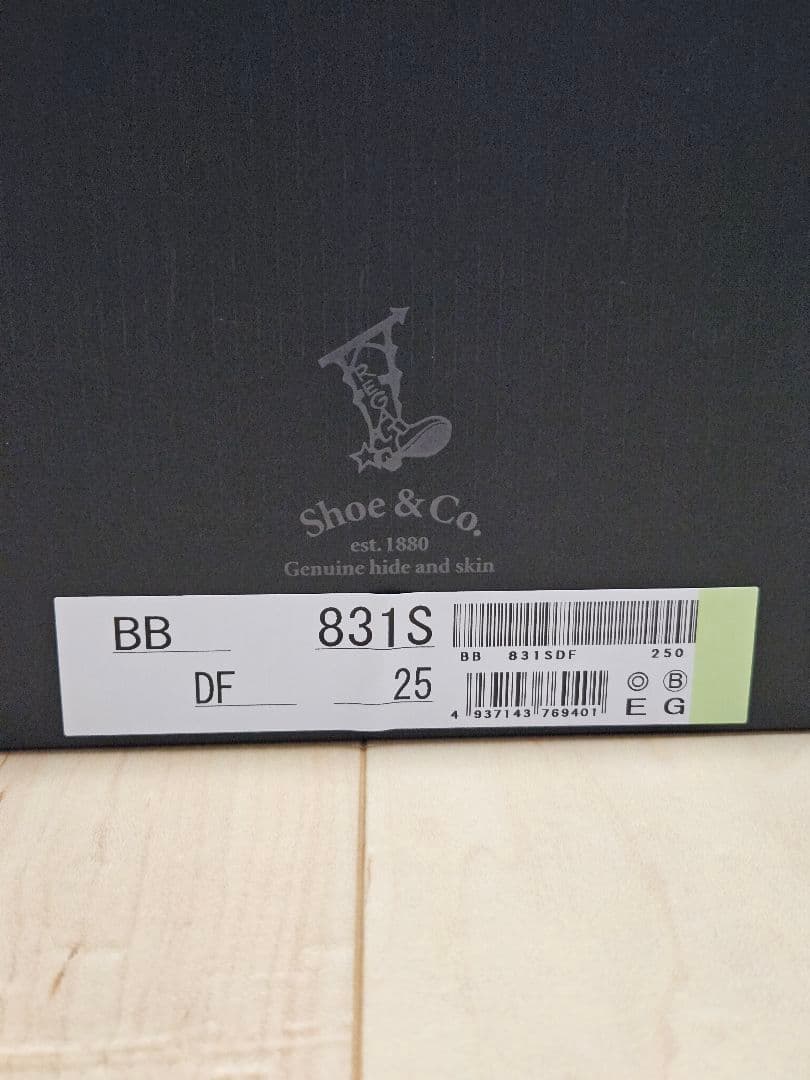 REGAL
Shoe & Co.
est. 1880
Genuine hide and skin
BB 831S
BB 831SDF 250
DF 25
4 937143 769401
◎ Ⓑ
E G